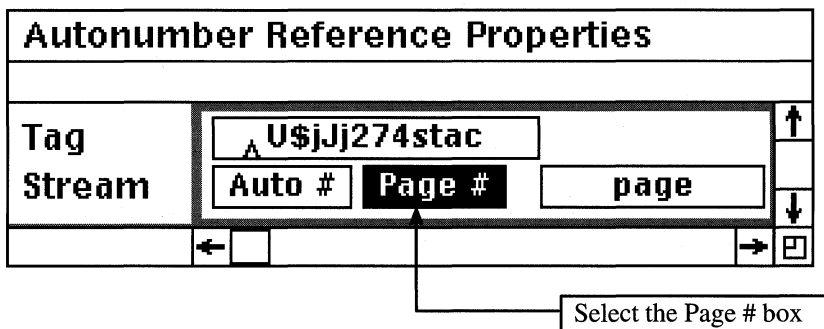 Autonumber Reference Properties
Tag
U$jJj274stac
Stream
Auto # Page # page
Select the Page # box